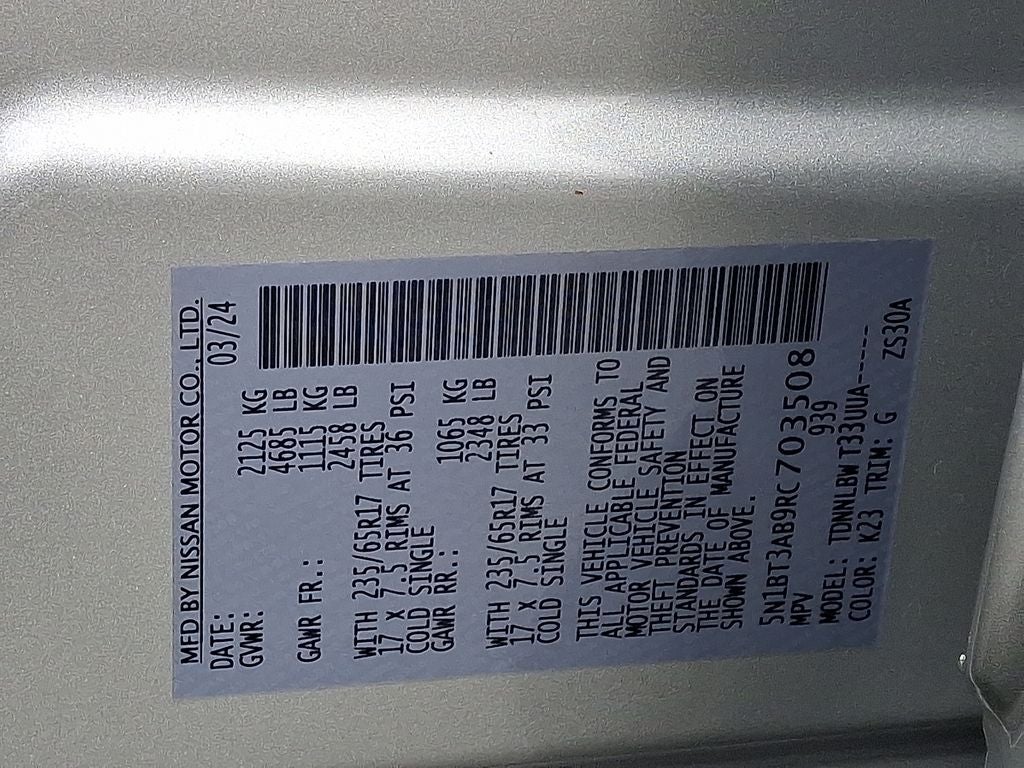 MFD BY NISSAN MOTOR CO., LTD.
DATE: 03/24
GVWR: 2125 KG
4685 LB
GAWR FR.: 1115 KG
2458 LB
WITH 235/65R17 TIRES
17 X 7.5 RIMS AT 36 PSI
COLD SINGLE
GAWR RR.: 1065 KG
2348 LB
WITH 235/65R17 TIRES
17 X 7.5 RIMS AT 33 PSI
COLD SINGLE
THIS VEHICLE CONFORMS TO
ALL APPLICABLE FEDERAL
MOTOR VEHICLE SAFETY AND
THEFT PREVENTION
STANDARDS IN EFFECT ON
THE DATE OF MANUFACTURE
SHOWN ABOVE.
5N1BT3AB9RC703508
MPV 939
MODEL: TDNNLBW T33UUA-----
COLOR: K23 TRIM: G ZS30A